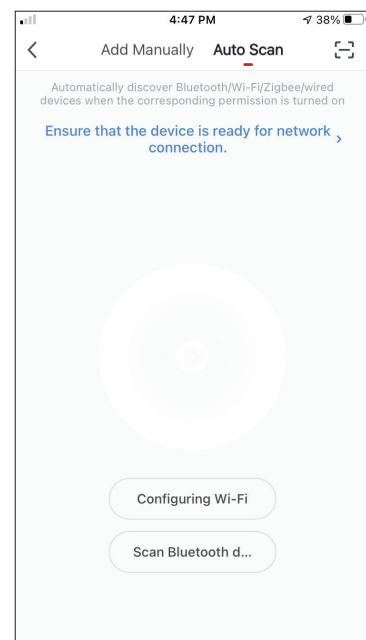 4:47 PM
38%
Add Manually Auto Scan
Automatically discover Bluetooth/Wi-Fi/Zigbee/wired
devices when the corresponding permission is turned on
Ensure that the device is ready for network
connection.
Configuring Wi-Fi
Scan Bluetooth d...